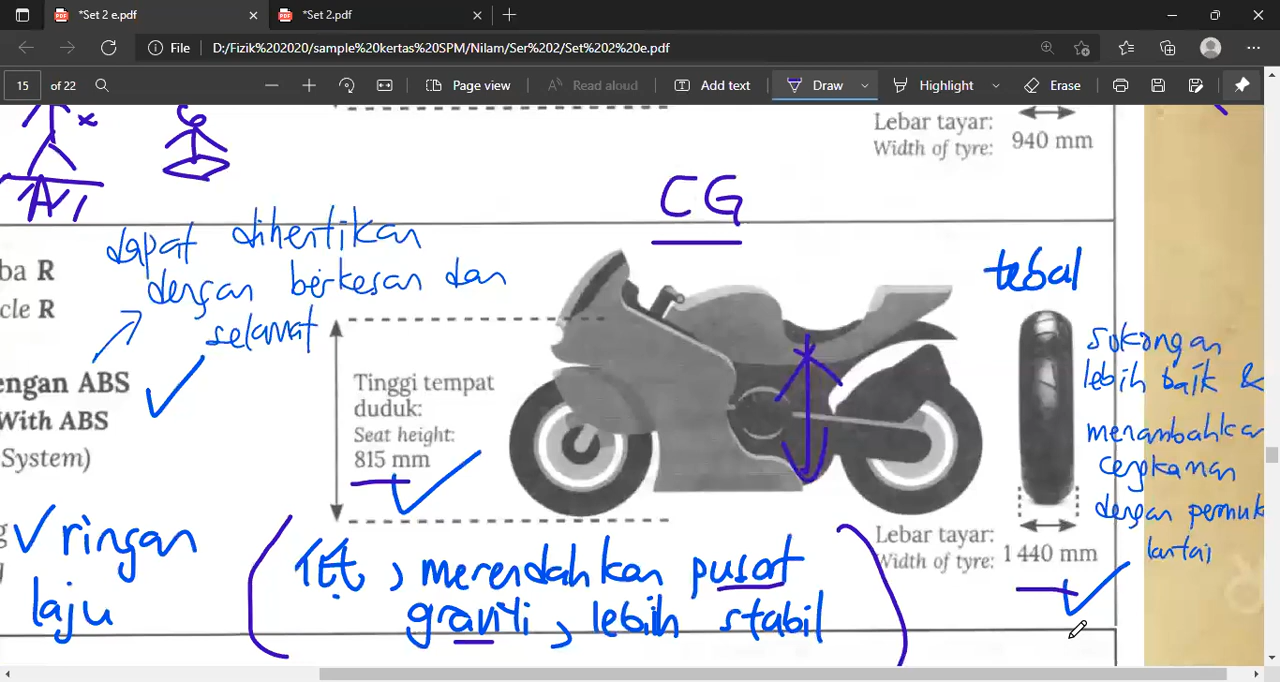 *Set 2 e.pdf
*Set 2.pdf
File
D:/Fizik%202020/sample%20kertas%20SPM/Nilam/Ser%202/Set%202%20e.pdf
15 of 22
Page view
Read aloud
Add text
Draw
Highlight
Erase
x
Lebar tayar:
Width of tyre:
940 mm
CG
dapat dihentikan
dengan berkesan dan
selamat
ba R
cle R
engan ABS
With ABS
System)
Tinggi tempat
duduk:
Seat height:
815 mm
tebal
sokongan
lebih baik &
menambahkan
cengkaman
dengan permuk
lantai
Lebar tayar:
Width of tyre:
1 440 mm
g
ringan
laju
, merendahkan pusat
graviti, lebih stabil